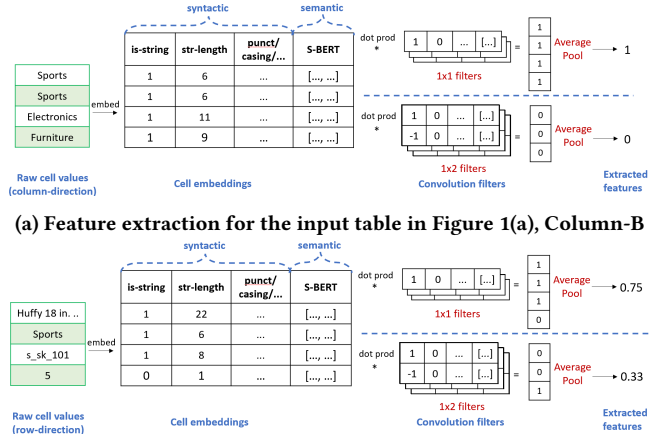 syntactic semantic
is-string str-length punct/casing/... S-BERT
dot prod
*
1 0 ... [...]
=
1
1
1
1
Average Pool
1
1x1 filters
Sports
Sports
Electronics
Furniture
embed
1 6 ... [..., ...]
1 6 ... [..., ...]
1 11 ... [..., ...]
1 9 ... [..., ...]
dot prod
*
1 0 ... [...]
-1 0 ... [...]
=
0
0
0
Average Pool
0
1x2 filters
Raw cell values
(column-direction)
Cell embeddings
Convolution filters
Extracted features
(a) Feature extraction for the input table in Figure 1(a), Column-B
syntactic semantic
is-string str-length punct/casing/... S-BERT
dot prod
*
1 0 ... [...]
=
1
1
1
0
Average Pool
0.75
1x1 filters
Huffy 18 in. ..
Sports
s_sk_101
5
embed
1 22 ... [..., ...]
1 6 ... [..., ...]
1 8 ... [..., ...]
0 1 ... [..., ...]
dot prod
*
1 0 ... [...]
-1 0 ... [...]
=
0
0
1
Average Pool
0.33
1x2 filters
Raw cell values
(row-direction)
Cell embeddings
Convolution filters
Extracted features